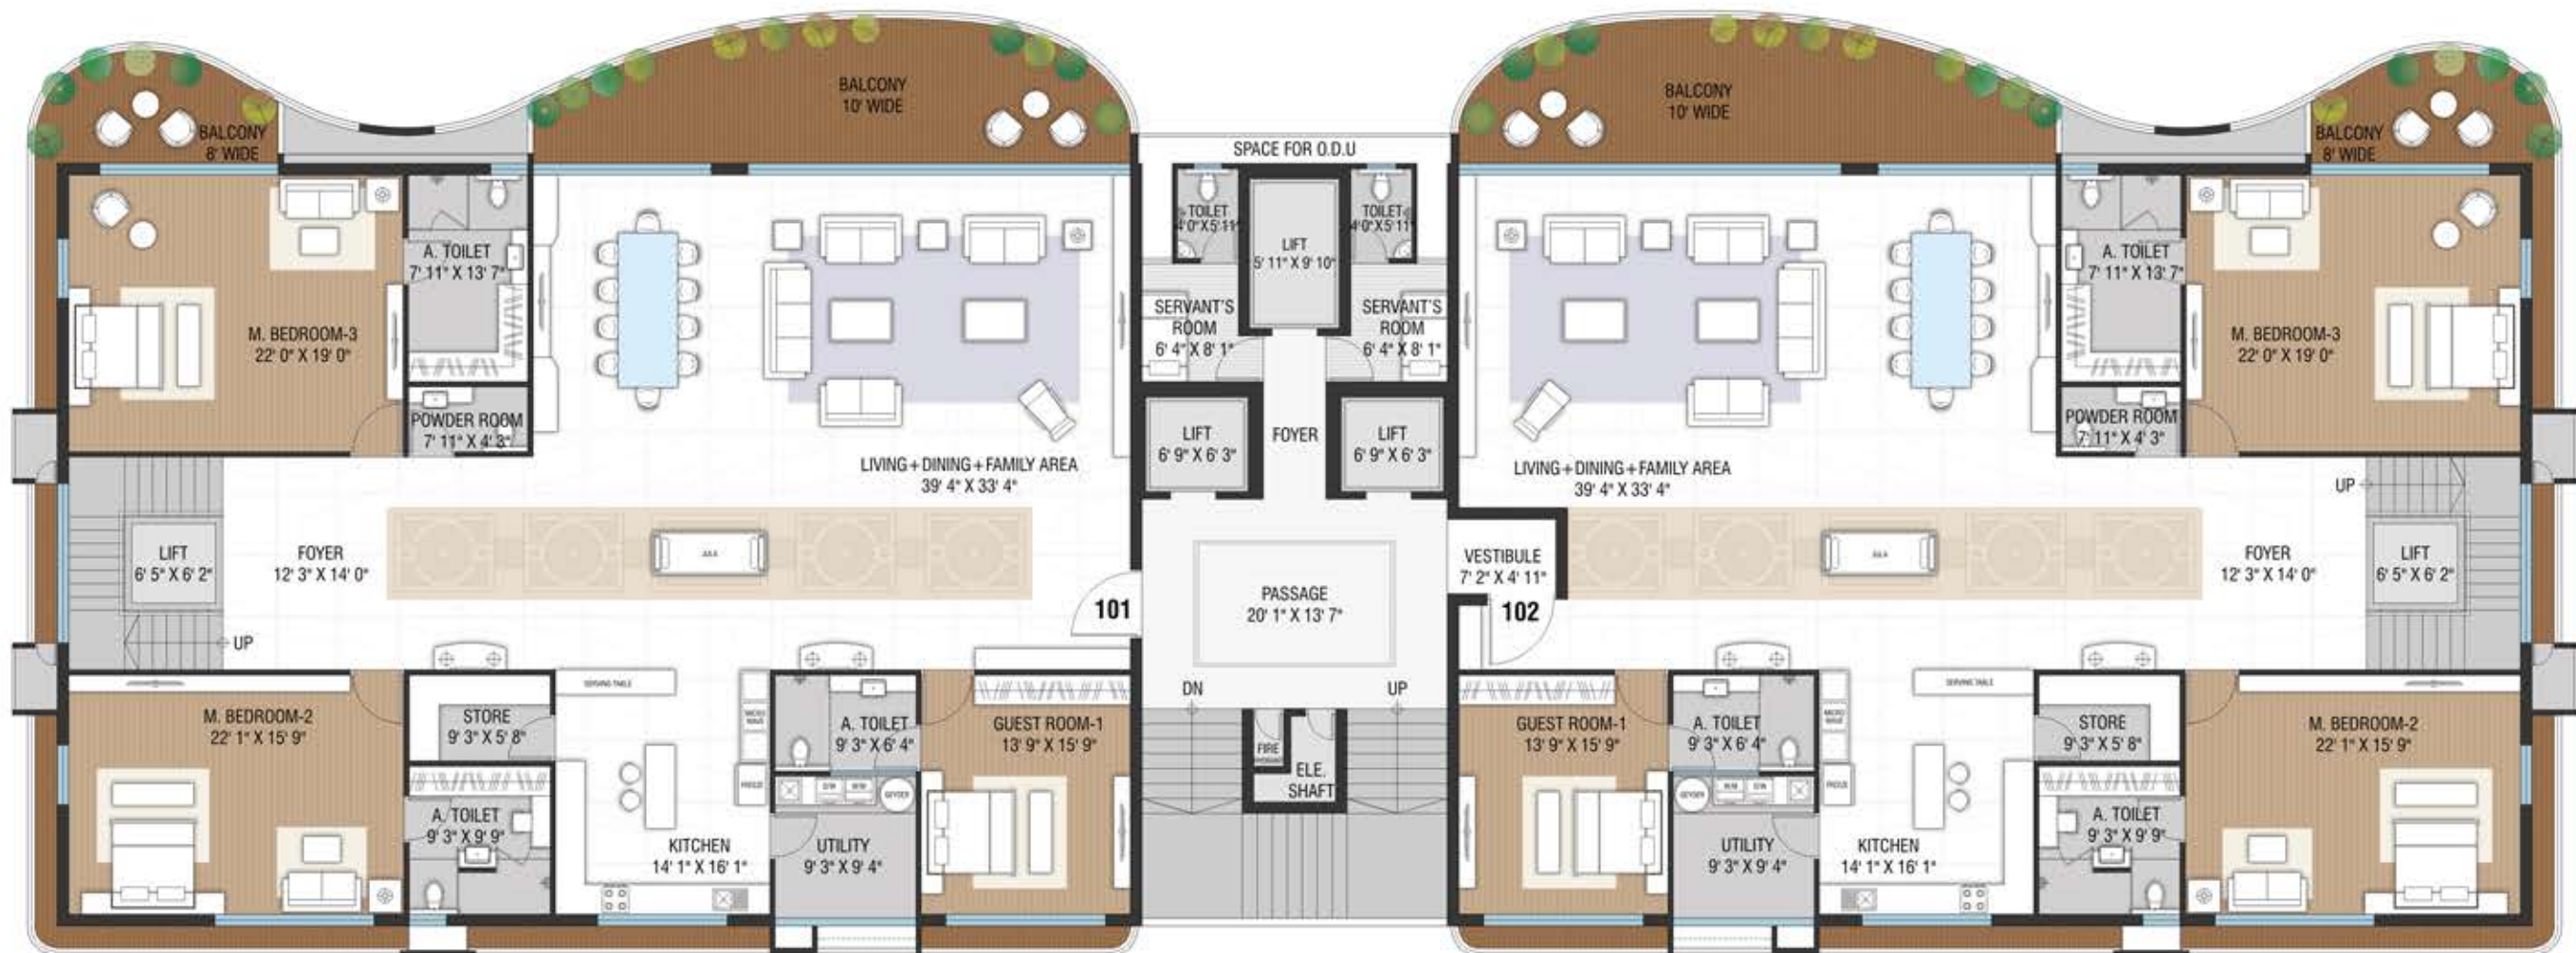 BALCONY
10' WIDE
BALCONY
8' WIDE
BALCONY
10' WIDE
BALCONY
8' WIDE
SPACE FOR O.D.U
M. BEDROOM-3
22' 0" X 19' 0"
A. TOILET
7' 11" X 13' 7"
POWDER ROOM
7' 11" X 4' 3"
LIVING+DINING+FAMILY AREA
39' 4" X 33' 4"
TOILET
4' 0" X 5' 11"
LIFT
5' 11" X 9' 10"
TOILET
4' 0" X 5' 11"
SERVANT'S
ROOM
6' 4" X 8' 1"
SERVANT'S
ROOM
6' 4" X 8' 1"
LIFT
6' 9" X 6' 3"
FOYER
LIFT
6' 9" X 6' 3"
LIVING+DINING+FAMILY AREA
39' 4" X 33' 4"
A. TOILET
7' 11" X 13' 7"
POWDER ROOM
7' 11" X 4' 3"
M. BEDROOM-3
22' 0" X 19' 0"
LIFT
6' 5" X 6' 2"
UP
FOYER
12' 3" X 14' 0"
101
PASSAGE
20' 1" X 13' 7"
VESTIBULE
7' 2" X 4' 11"
102
FOYER
12' 3" X 14' 0"
UP
LIFT
6' 5" X 6' 2"
M. BEDROOM-2
22' 1" X 15' 9"
STORE
9' 3" X 5' 8"
SERVING TABLE
A. TOILET
9' 3" X 9' 9"
KITCHEN
14' 1" X 16' 1"
MICRO
WAVE
A. TOILET
9' 3" X 6' 4"
GEYSER
UTILITY
9' 3" X 9' 4"
GUEST ROOM-1
13' 9" X 15' 9"
DN
UP
FIRE
ELE.
SHAFT
GUEST ROOM-1
13' 9" X 15' 9"
A. TOILET
9' 3" X 6' 4"
GEYSER
UTILITY
9' 3" X 9' 4"
MICRO
WAVE
SERVING TABLE
KITCHEN
14' 1" X 16' 1"
STORE
9' 3" X 5' 8"
A. TOILET
9' 3" X 9' 9"
M. BEDROOM-2
22' 1" X 15' 9"